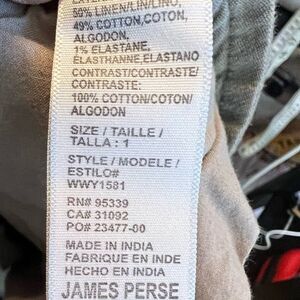 50% LINEN/LIN/LINO,
49% COTTON,COTON,
ALGODON,
1% ELASTANE,
ELASTHANNE,ELASTANO
CONTRAST/CONTRASTE/
CONTRASTE:
100% COTTON/COTON/
ALGODON
SIZE / TAILLE /
TALLA : 1
STYLE / MODELE /
ESTILO#
WWY1581
RN# 95339
CA# 31092
PO# 23477-00
MADE IN INDIA
FABRIQUE EN INDE
HECHO EN INDIA
JAMES PERSE